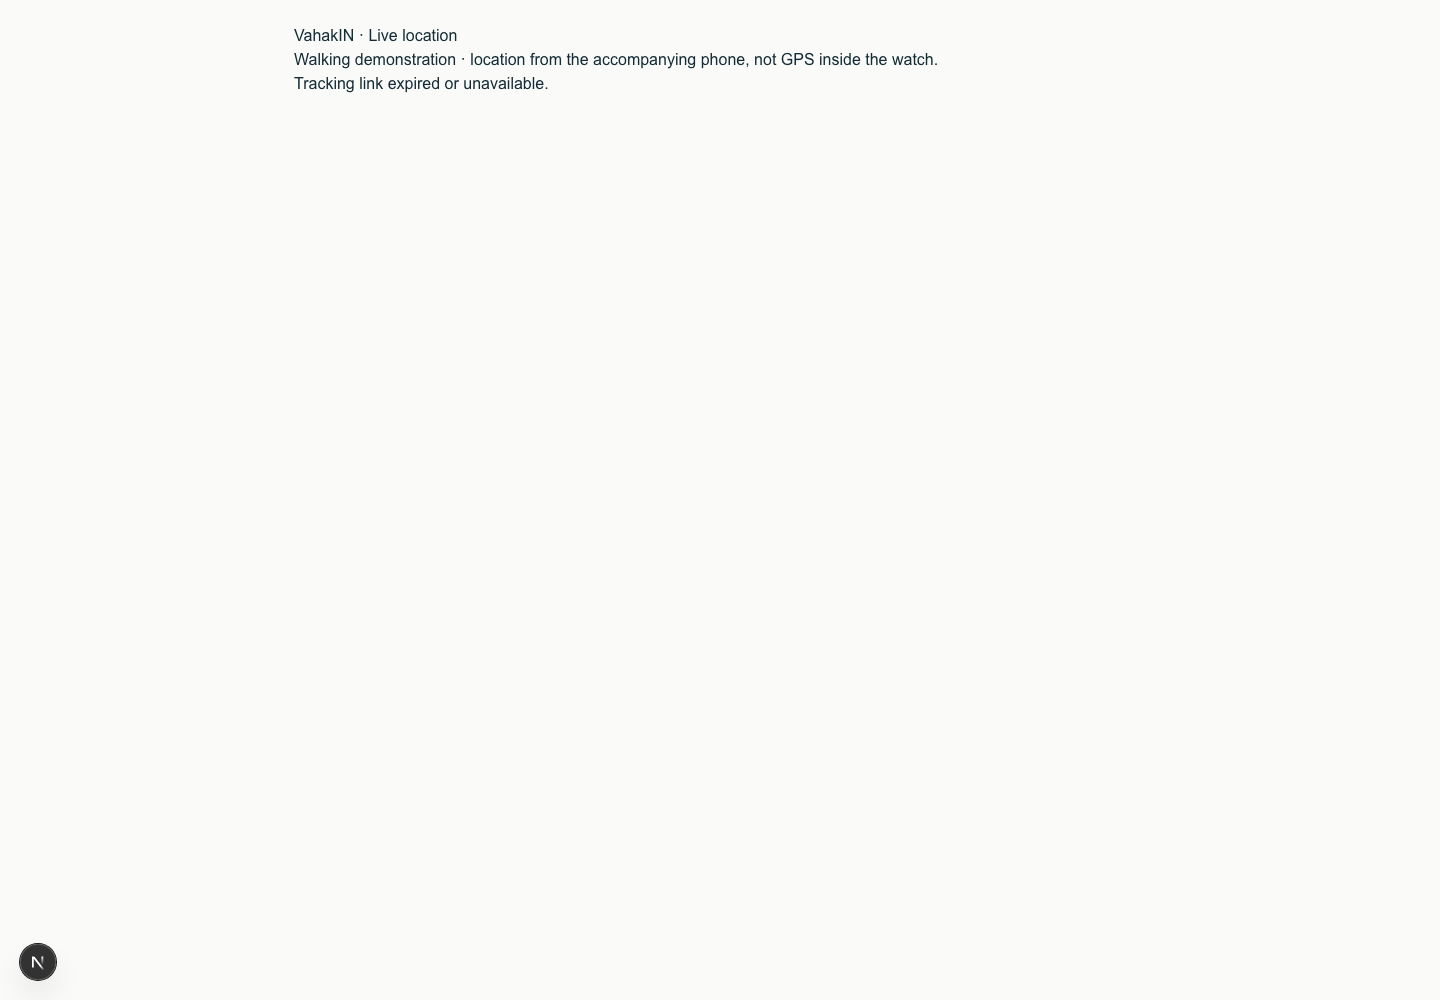 VahakIN · Live location
Walking demonstration · location from the accompanying phone, not GPS inside the watch.
Tracking link expired or unavailable.
N